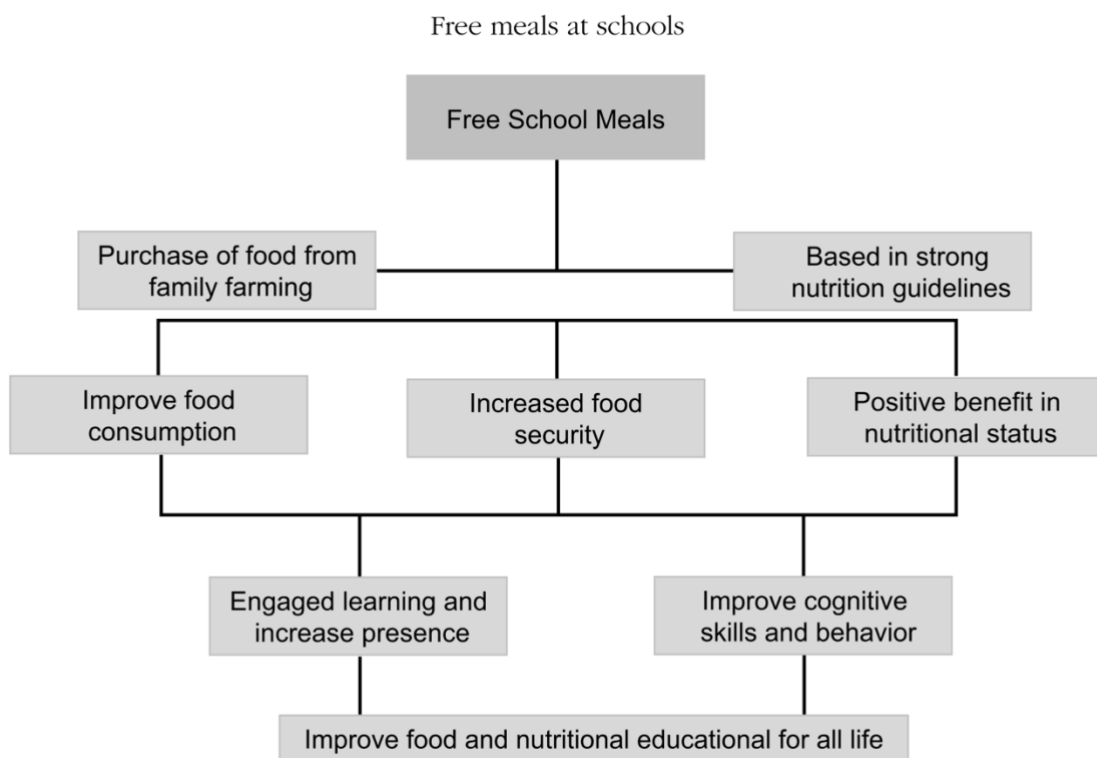 Free meals at schools
Free School Meals
Purchase of food from
family farming
Based in strong
nutrition guidelines
Improve food
consumption
Increased food
security
Positive benefit in
nutritional status
Engaged learning and
increase presence
Improve cognitive
skills and behavior
Improve food and nutritional educational for all life